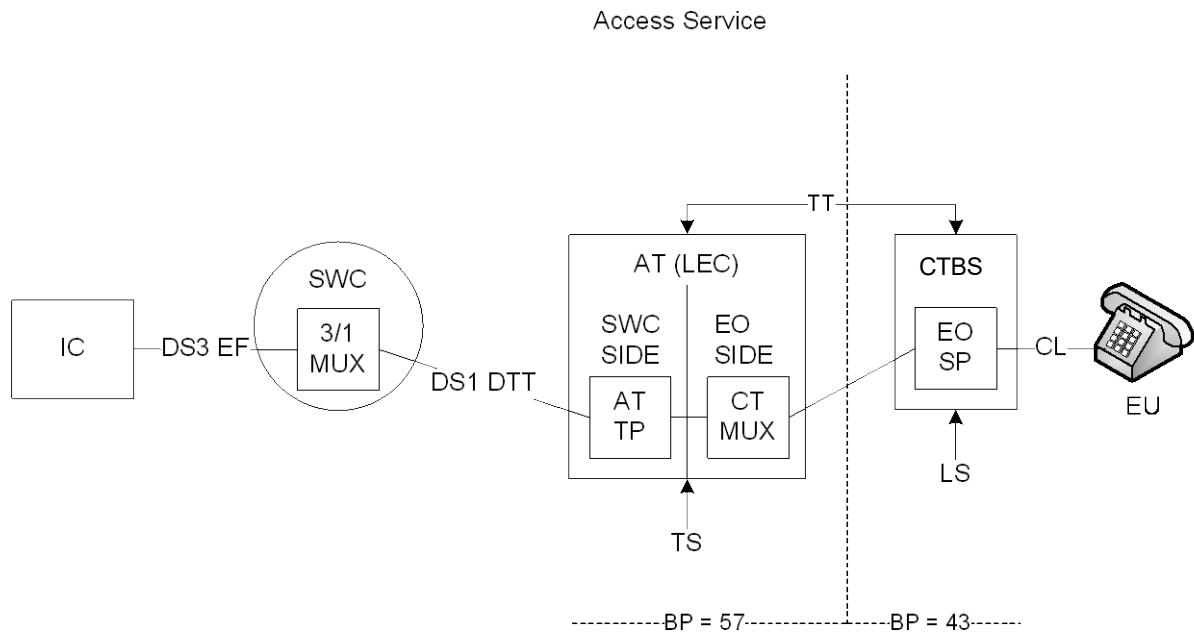 Access Service
TT
AT (LEC)
CTBS
SWC
SWC
SIDE
EO
SIDE
IC
DS3 EF
3/1
MUX
DS1 DTT
AT
TP
CT
MUX
EO
SP
CL
EU
LS
TS
BP = 57
BP = 43